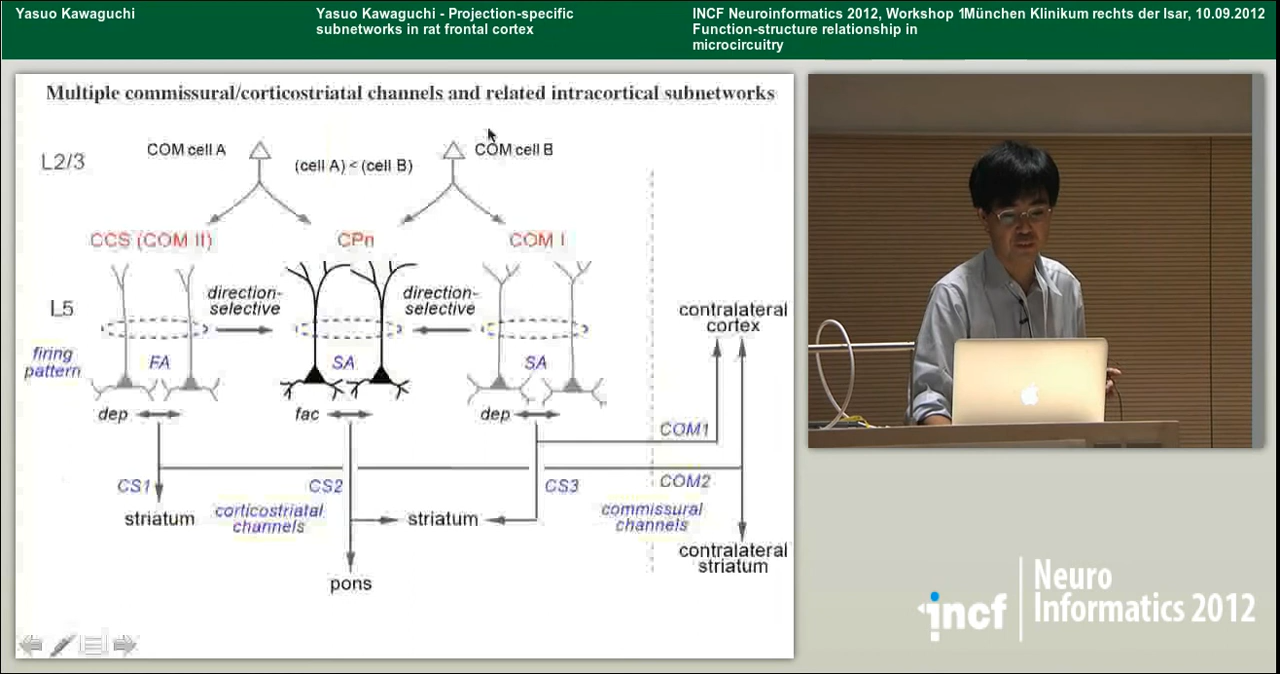 Yasuo Kawaguchi
Yasuo Kawaguchi - Projection-specific
subnetworks in rat frontal cortex
INCF Neuroinformatics 2012, Workshop 1München Klinikum rechts der Isar, 10.09.2012
Function-structure relationship in
microcircuitry
Multiple commissural/corticostriatal channels and related intracortical subnetworks
L2/3
COM cell A
(cell A) < (cell B)
COM cell B
CCS (COM II)
CPn
COM I
L5
direction-
selective
direction-
selective
contralateral
cortex
firing
pattern
FA
SA
SA
dep
fac
dep
COM1
CS1
CS2
CS3
COM2
striatum
corticostriatal
channels
striatum
commissural
channels
contralateral
striatum
pons
incf
Neuro
Informatics 2012